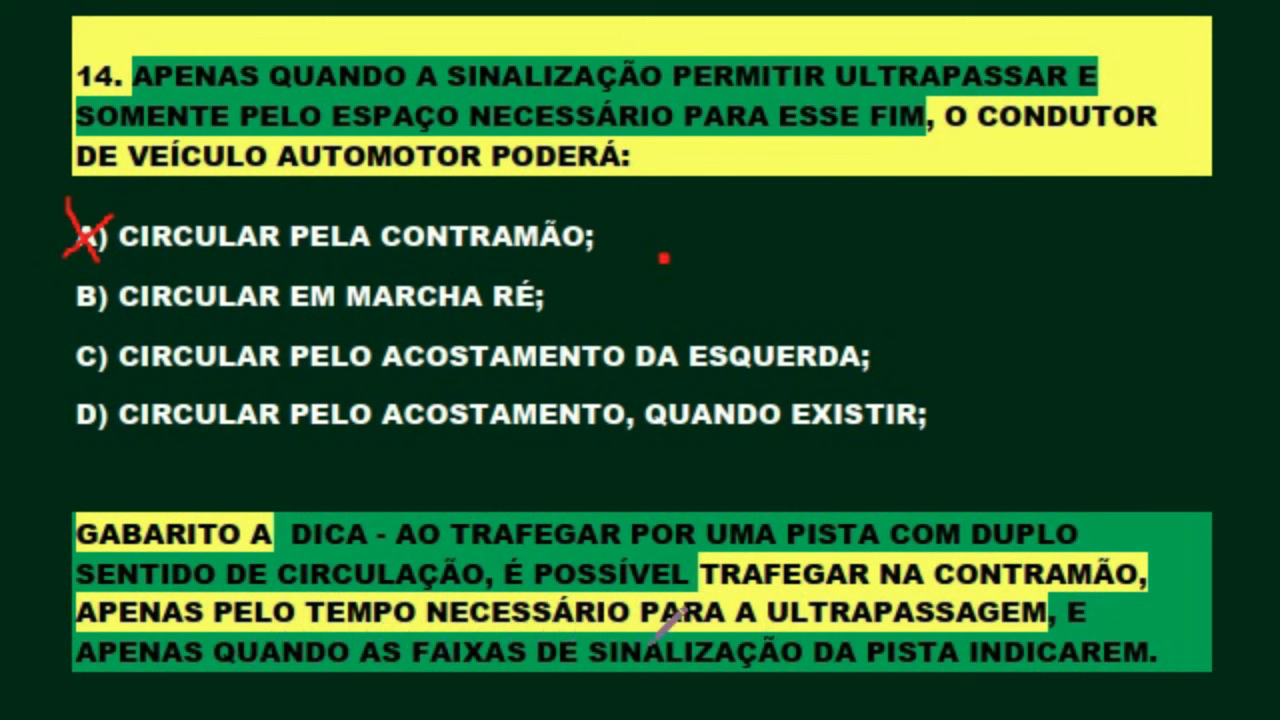 14. APENAS QUANDO A SINALIZAÇÃO PERMITIR ULTRAPASSAR E
SOMENTE PELO ESPAÇO NECESSÁRIO PARA ESSE FIM, O CONDUTOR
DE VEÍCULO AUTOMOTOR PODERÁ:
A) CIRCULAR PELA CONTRAMÃO;
B) CIRCULAR EM MARCHA RÉ;
C) CIRCULAR PELO ACOSTAMENTO DA ESQUERDA;
D) CIRCULAR PELO ACOSTAMENTO, QUANDO EXISTIR;
GABARITO A DICA - AO TRAFEGAR POR UMA PISTA COM DUPLO
SENTIDO DE CIRCULAÇÃO, É POSSÍVEL TRAFEGAR NA CONTRAMÃO,
APENAS PELO TEMPO NECESSÁRIO PARA A ULTRAPASSAGEM, E
APENAS QUANDO AS FAIXAS DE SINALIZAÇÃO DA PISTA INDICAREM.